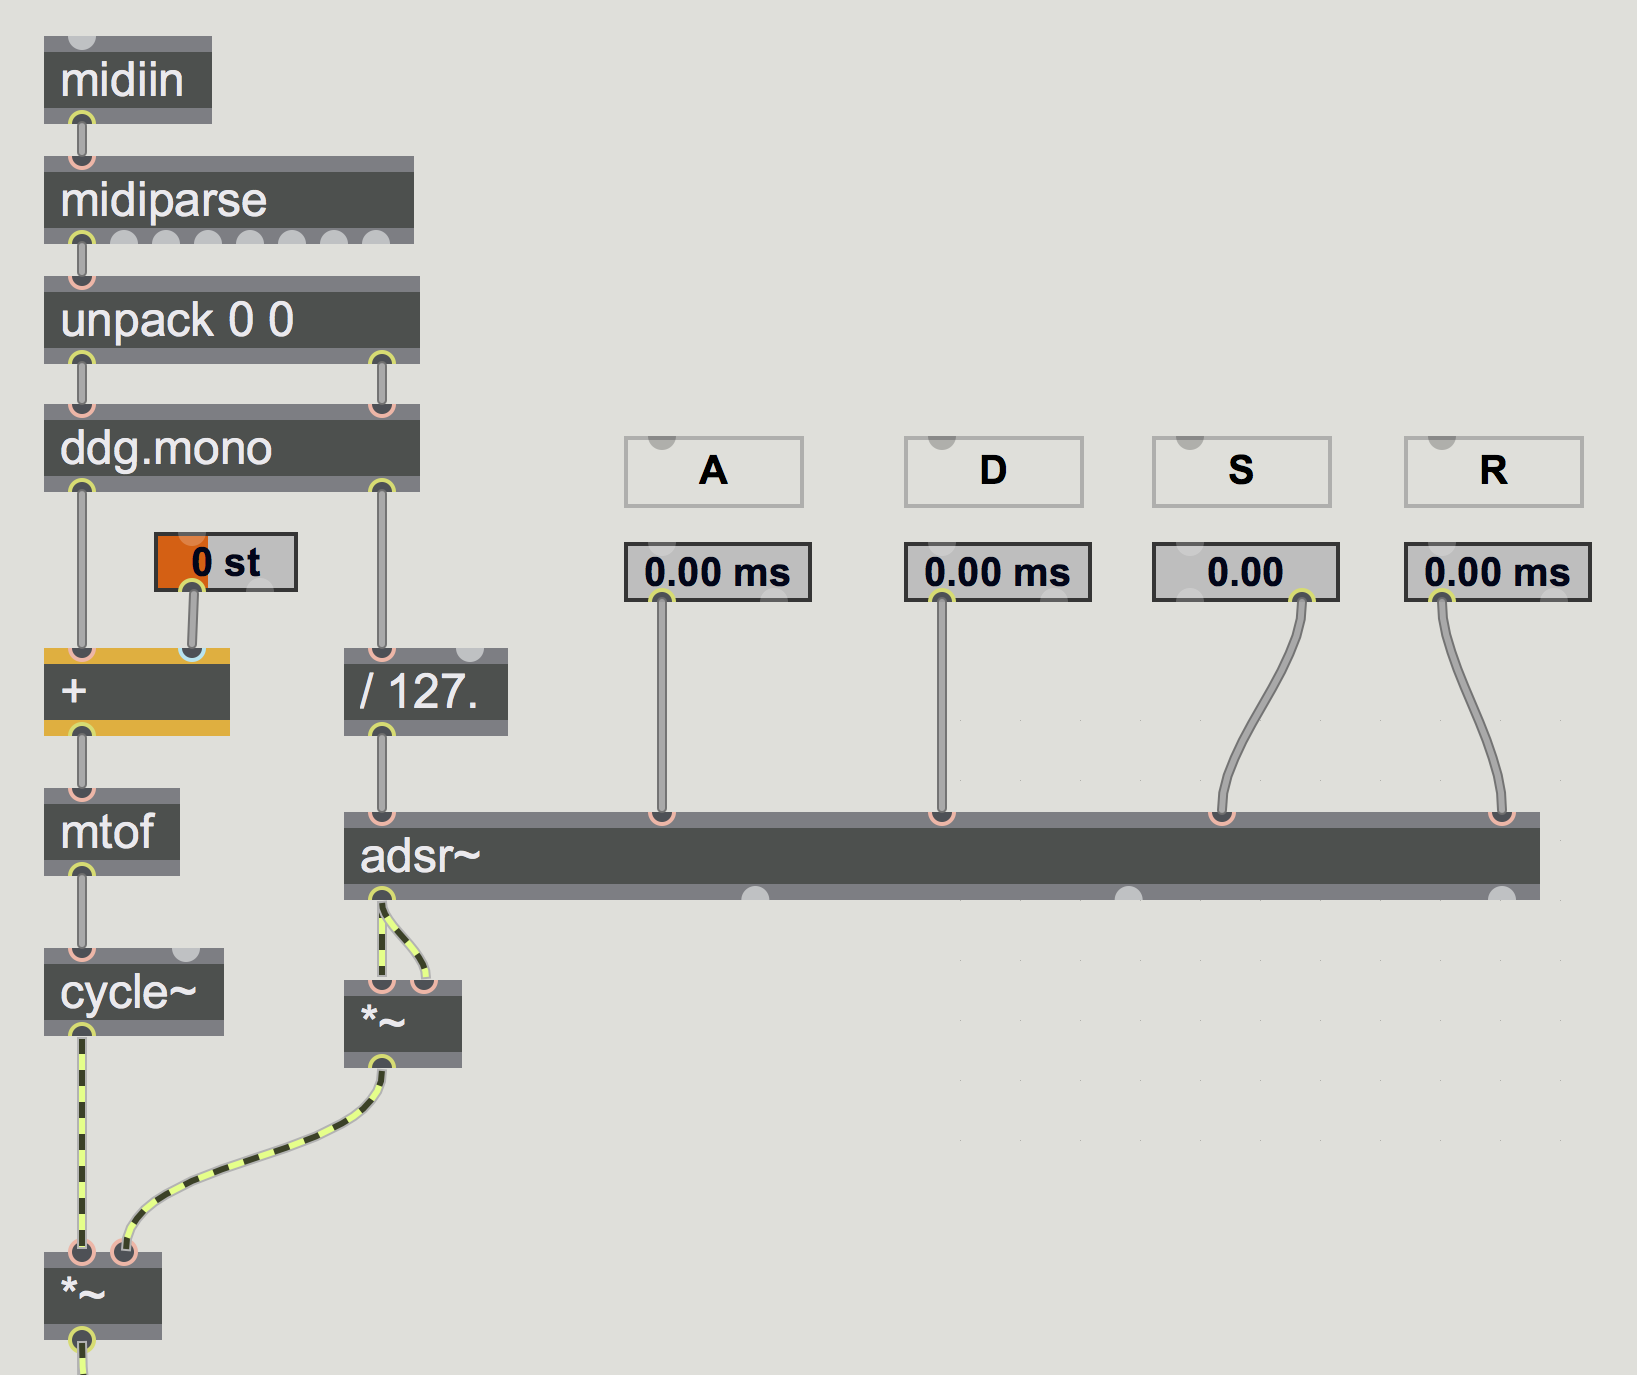 midiin
midiparse
unpack 0 0
ddg.mono
A D S R
0 st
0.00 ms 0.00 ms 0.00 0.00 ms
+
/ 127.
mtof
adsr~
cycle~
*~
*~